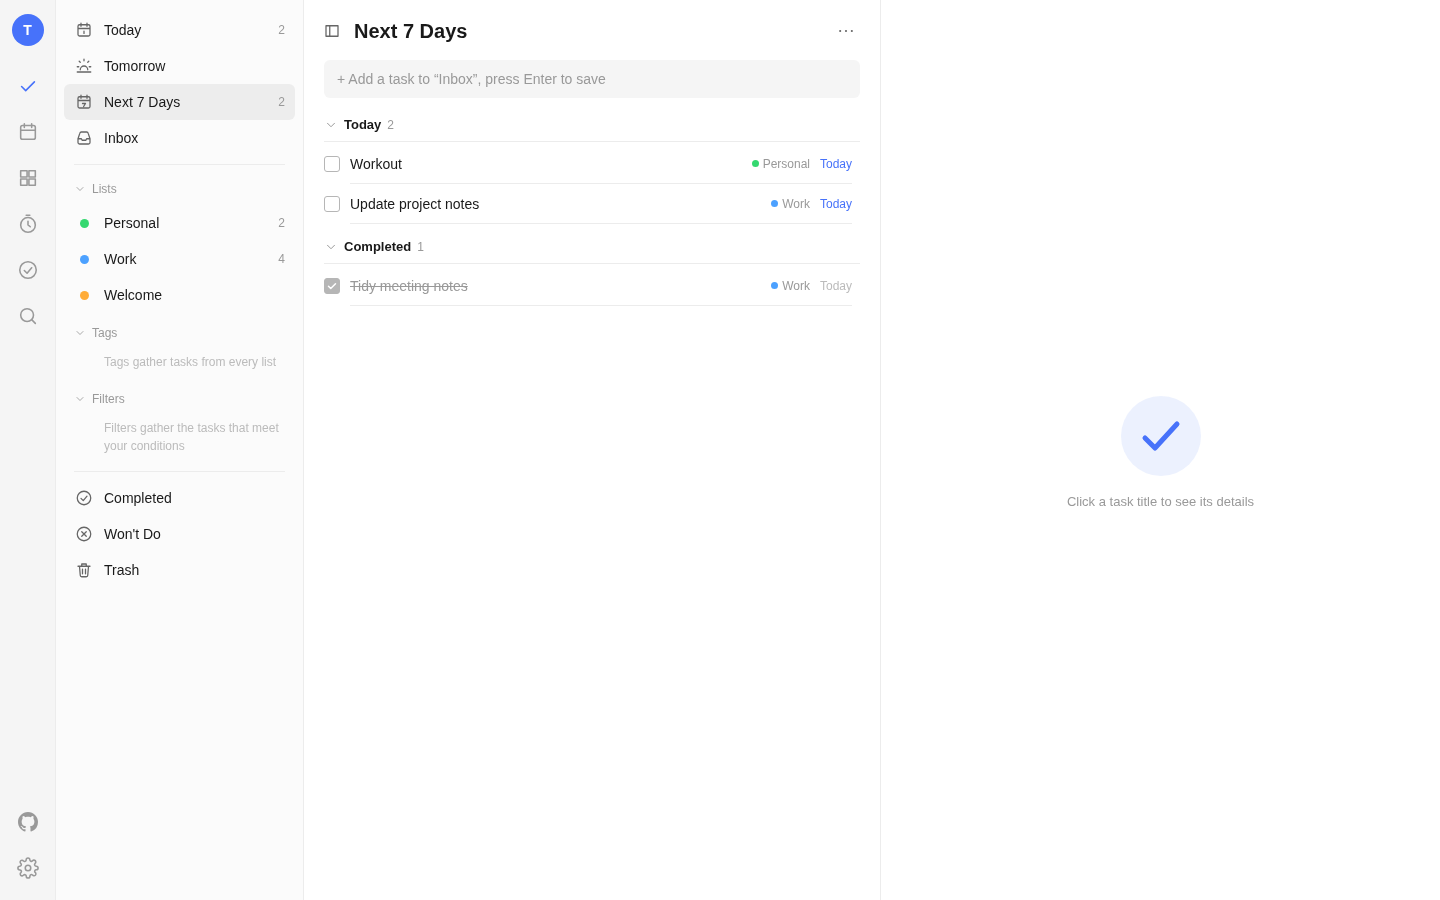 T
Today 2
Tomorrow
Next 7 Days 2
Inbox
Lists
Personal 2
Work 4
Welcome
Tags
Tags gather tasks from every list
Filters
Filters gather the tasks that meet
your conditions
Completed
Won't Do
Trash
Next 7 Days
+ Add a task to “Inbox”, press Enter to save
Today 2
Workout Personal Today
Update project notes Work Today
Completed 1
Tidy meeting notes Work Today
Click a task title to see its details